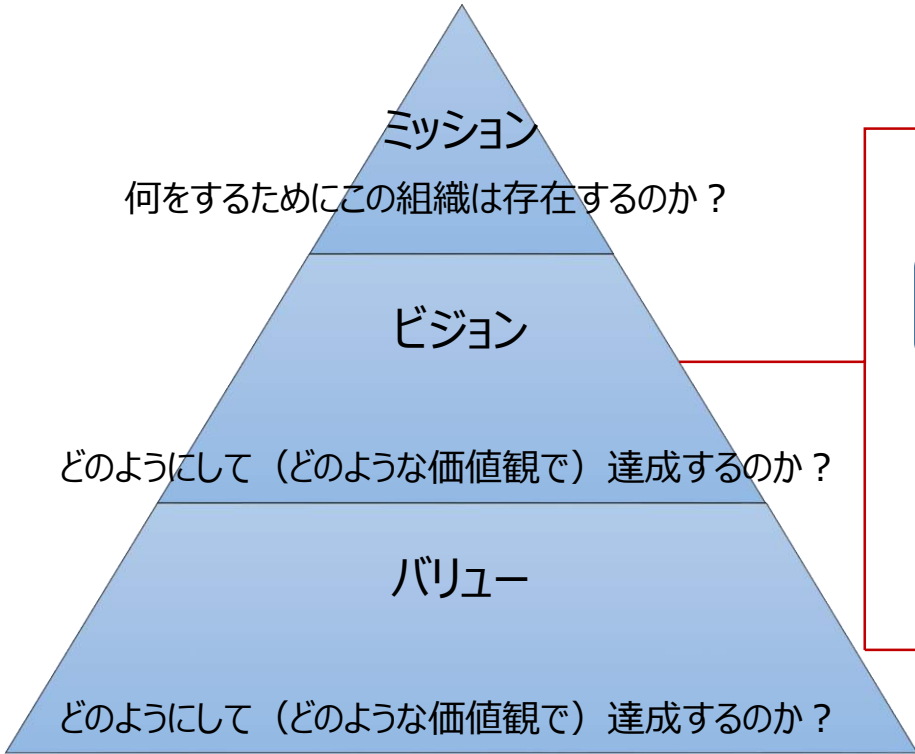 ミッション
何をするためにこの組織は存在するのか？
ビジョン
どのようにして（どのような価値観で）達成するのか？
バリュー
どのようにして（どのような価値観で）達成するのか？